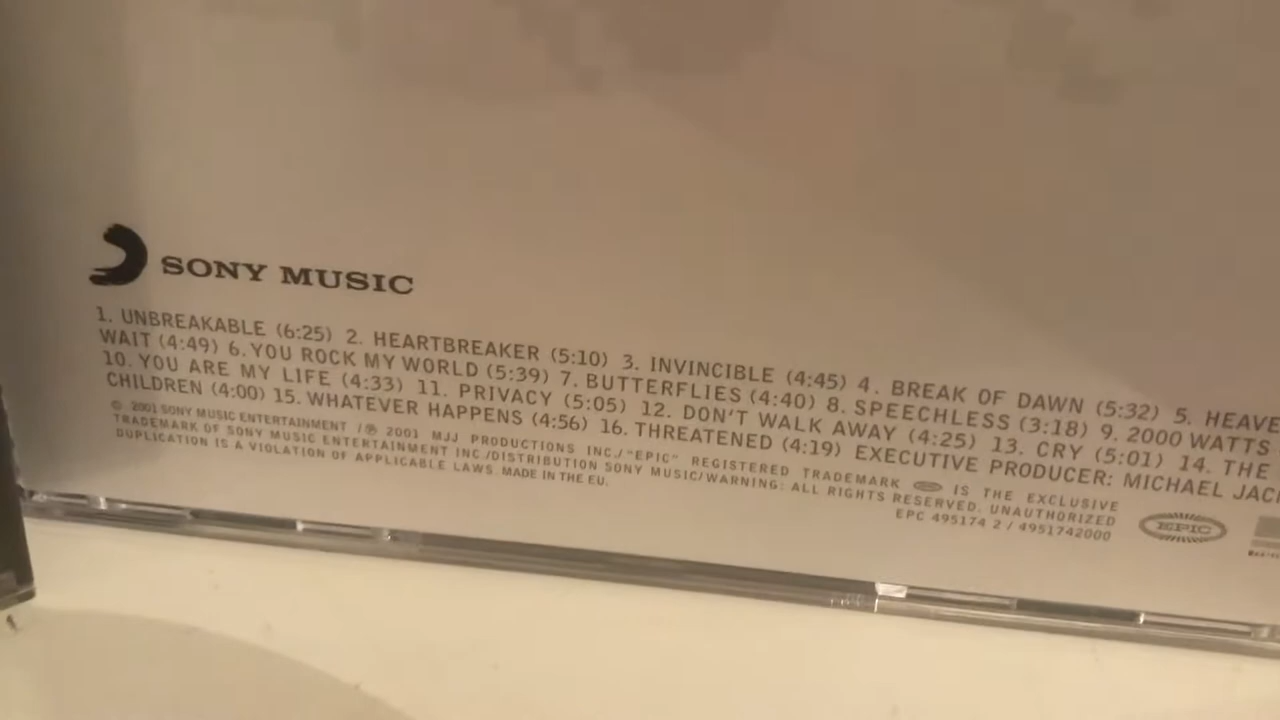 SONY MUSIC
1. UNBREAKABLE (6:25) 2. HEARTBREAKER (5:10) 3. INVINCIBLE (4:45) 4. BREAK OF DAWN (5:32) 5. HEAVE
WAIT (4:49) 6. YOU ROCK MY WORLD (5:39) 7. BUTTERFLIES (4:40) 8. SPEECHLESS (3:18) 9. 2000 WATTS
10. YOU ARE MY LIFE (4:33) 11. PRIVACY (5:05) 12. DON'T WALK AWAY (4:25) 13. CRY (5:01) 14. THE
CHILDREN (4:00) 15. WHATEVER HAPPENS (4:56) 16. THREATENED (4:19) EXECUTIVE PRODUCER: MICHAEL JAC
© 2001 SONY MUSIC ENTERTAINMENT / ℗ 2001 MJJ PRODUCTIONS INC./"EPIC" REGISTERED TRADEMARK EPIC IS THE EXCLUSIVE
TRADEMARK OF SONY MUSIC ENTERTAINMENT INC./DISTRIBUTION SONY MUSIC/WARNING: ALL RIGHTS RESERVED. UNAUTHORIZED
DUPLICATION IS A VIOLATION OF APPLICABLE LAWS. MADE IN THE EU.
EPC 495174 2 / 4951742000
EPIC